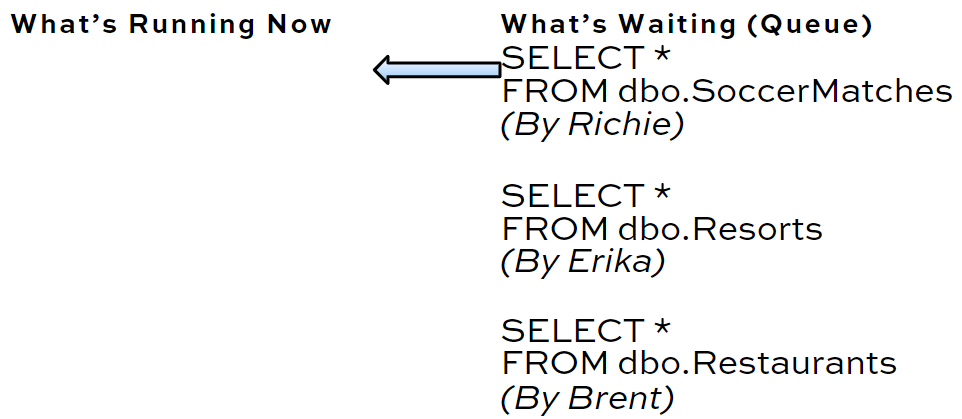 What's Running Now
What's Waiting (Queue)
SELECT *
FROM dbo.SoccerMatches
(By Richie)
SELECT *
FROM dbo.Resorts
(By Erika)
SELECT *
FROM dbo.Restaurants
(By Brent)